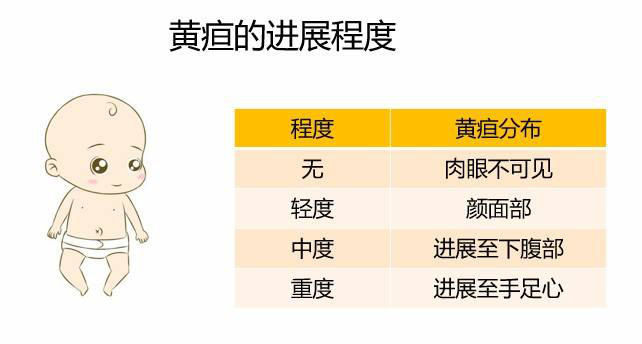 黄疸的进展程度
程度 黄疸分布
无 肉眼不可见
轻度 颜面部
中度 进展至下腹部
重度 进展至手足心